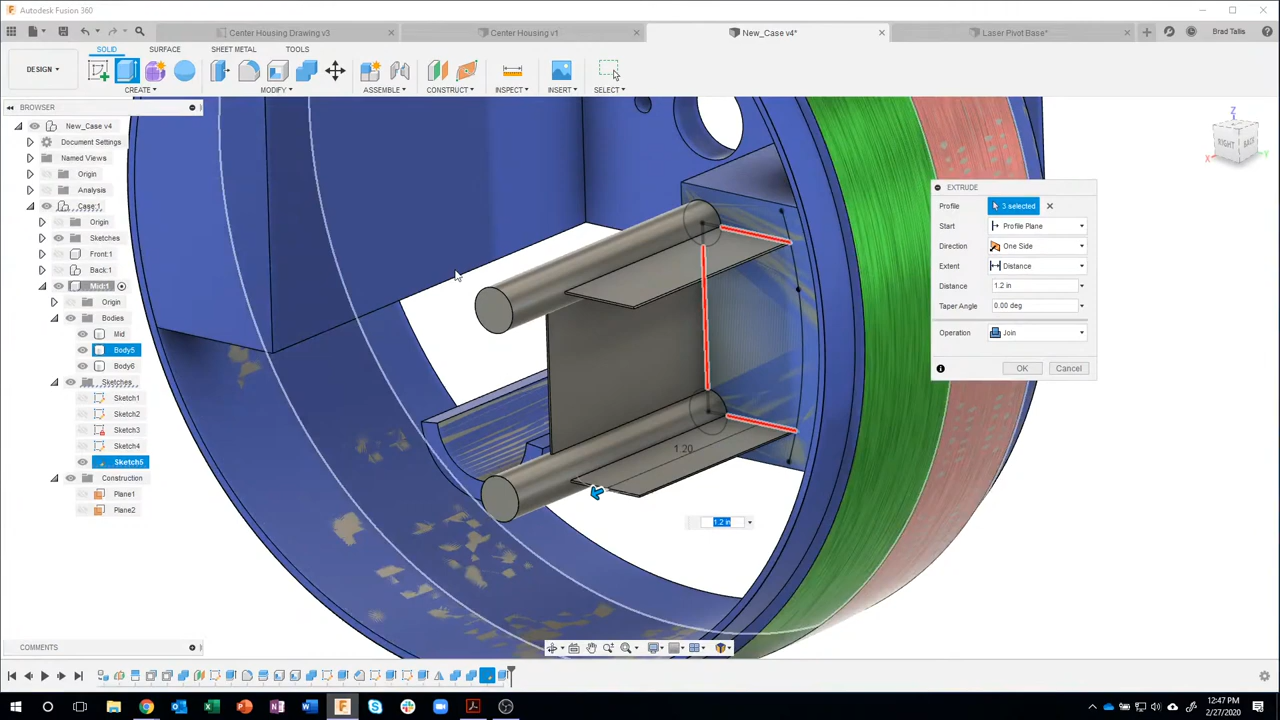 Autodesk Fusion 360
Center Housing Drawing v3
Center Housing v1
New_Case v4*
Laser Pivot Base*
Brad Tallis
SOLID
SURFACE
SHEET METAL
TOOLS
DESIGN
CREATE
MODIFY
ASSEMBLE
CONSTRUCT
INSPECT
INSERT
SELECT
BROWSER
New_Case v4
Document Settings
Named Views
Origin
Analysis
Case:1
Origin
Sketches
Front:1
Back:1
Mid:1
Origin
Bodies
Mid
Body5
Body6
Sketches
Sketch1
Sketch2
Sketch3
Sketch4
Sketch5
Construction
Plane1
Plane2
1.20
1.2 in
Z
RIGHT
BACK
X
Y
EXTRUDE
Profile
3 selected
Start
Profile Plane
Direction
One Side
Extent
Distance
Distance
1.2 in
Taper Angle
0.00 deg
Operation
Join
OK
Cancel
COMMENTS
12:47 PM
2/27/2020